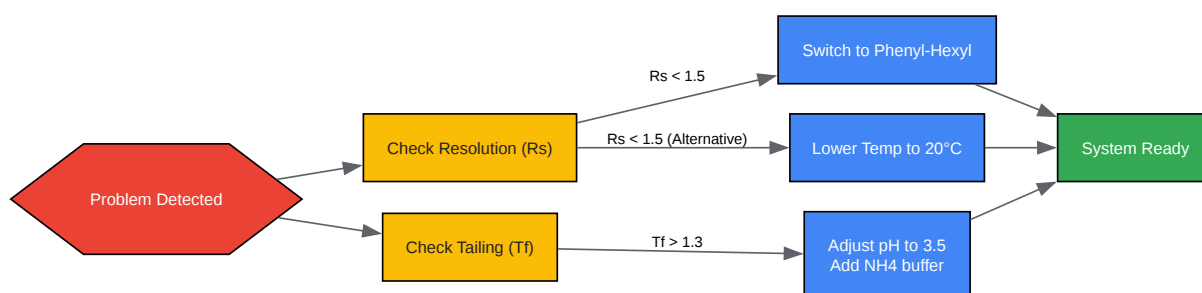 Problem Detected
Check Resolution (Rs)
Check Tailing (Tf)
Rs < 1.5
Rs < 1.5 (Alternative)
Tf > 1.3
Switch to Phenyl-Hexyl
Lower Temp to 20°C
Adjust pH to 3.5
Add NH4 buffer
System Ready